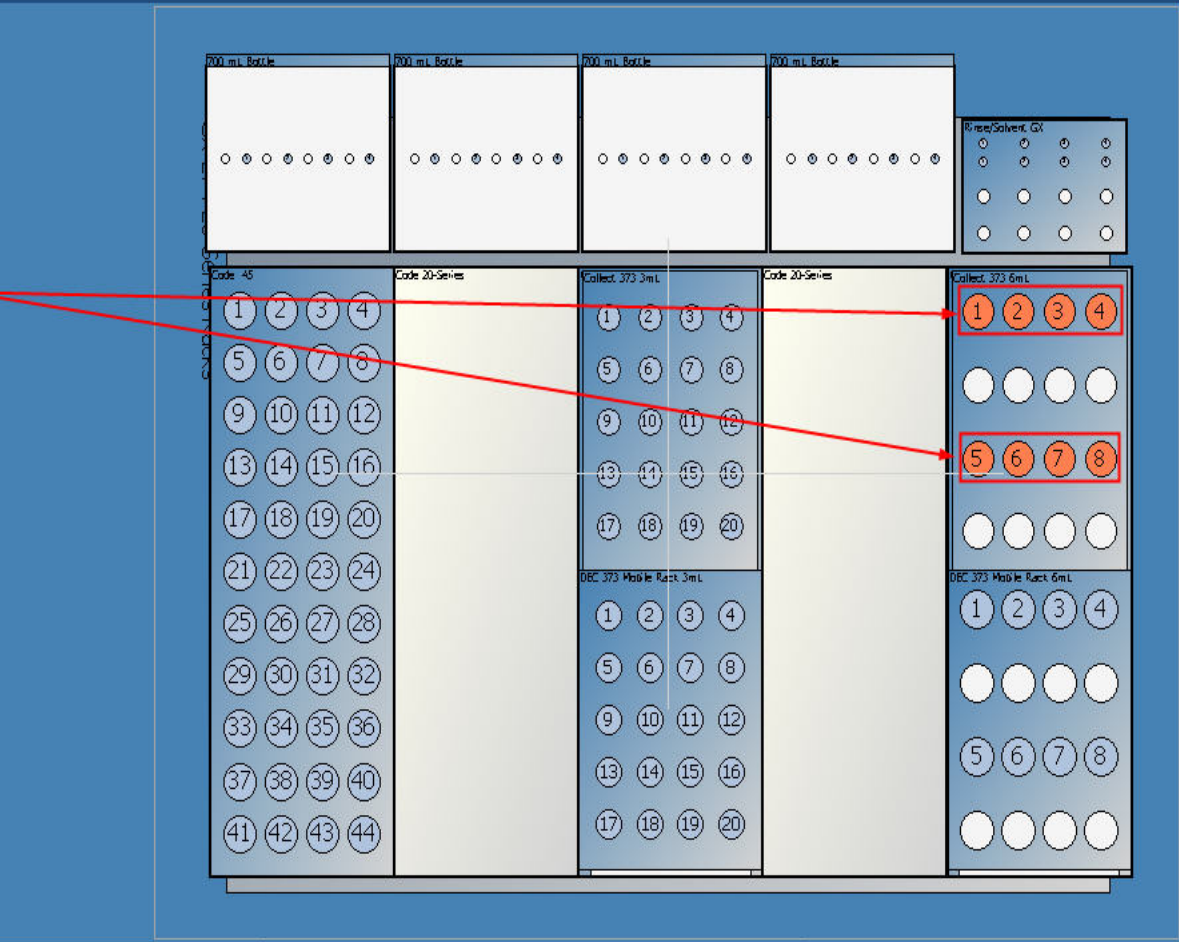 700 mL Bottle
700 mL Bottle
700 mL Bottle
700 mL Bottle
Rinse/Solvent GX
Code 45
1 2 3 4
5 6 7 8
9 10 11 12
13 14 15 16
17 18 19 20
21 22 23 24
25 26 27 28
29 30 31 32
33 34 35 36
37 38 39 40
41 42 43 44
Code 20-Series
Collect 373 3mL
1 2 3 4
5 6 7 8
9 10 11 12
13 14 15 16
17 18 19 20
DEC 373 Mobile Rack 3mL
1 2 3 4
5 6 7 8
9 10 11 12
13 14 15 16
17 18 19 20
Code 20-Series
Collect 373 6mL
1 2 3 4
5 6 7 8
DEC 373 Mobile Rack 6mL
1 2 3 4
5 6 7 8